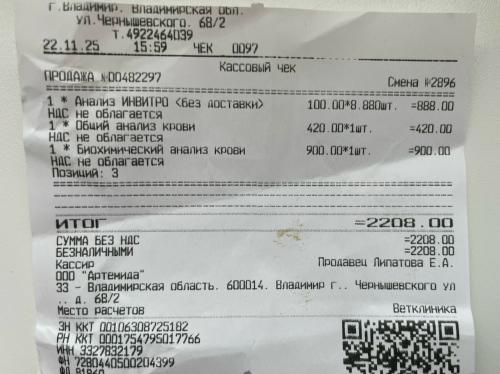 г.Владимир, Владимирская обл.
ул.Чернышевского. 68/2
т.4922464039
22.11.25 15:59 ЧЕК 0097
Кассовый чек
ПРОДАЖА №00482297 Смена №2896
1 * Анализ ИНВИТРО <без доставки) 100.00*8.880шт. =888.00
НДС не облагается
1 * Общий анализ крови 420.00*1шт. =420.00
НДС не облагается
1 * Биохимический анализ крови 900.00*1шт. =900.00
НДС не облагается
Позиций: 3
ИТОГ =2208.00
СУММА БЕЗ НДС =2208.00
БЕЗНАЛИЧНЫМИ =2208.00
Кассир Продавец Липатова Е.А.
ООО "Артемида"
33 - Владимирская область. 600014. Владимир г.. Чернышевского ул
.. д. 68/2
Место расчетов Ветклиника
ЗН ККТ 00106308725182
РН ККТ 0001754795017766
ИНН 3327832179
ФН 7280440500204399
ФД 81840